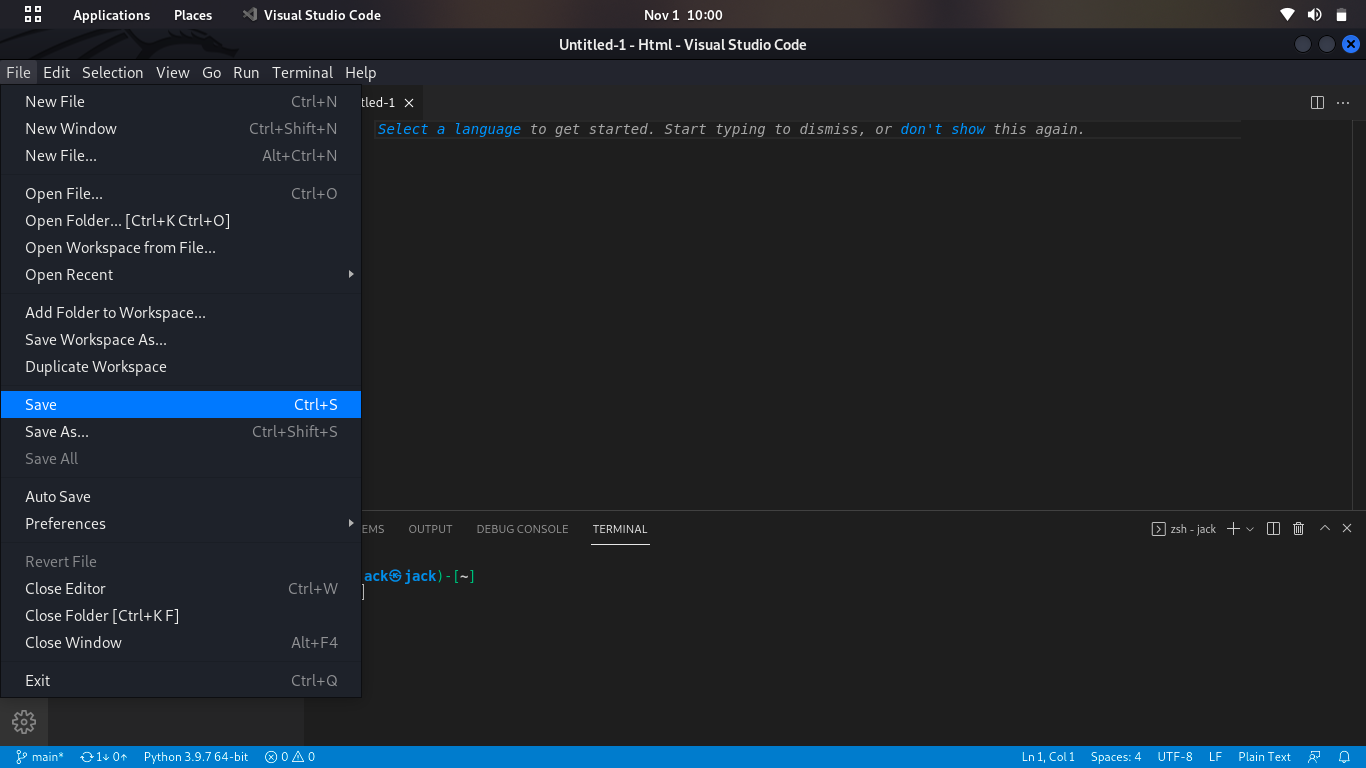 Applications Places Visual Studio Code Nov 1 10:00
Untitled-1 - Html - Visual Studio Code
File Edit Selection View Go Run Terminal Help
tled-1
New File Ctrl+N
New Window Ctrl+Shift+N
New File... Alt+Ctrl+N
Open File... Ctrl+O
Open Folder... [Ctrl+K Ctrl+O]
Open Workspace from File...
Open Recent
Add Folder to Workspace...
Save Workspace As...
Duplicate Workspace
Save Ctrl+S
Save As... Ctrl+Shift+S
Save All
Auto Save
Preferences
Revert File
Close Editor Ctrl+W
Close Folder [Ctrl+K F]
Close Window Alt+F4
Exit Ctrl+Q
Select a language to get started. Start typing to dismiss, or don't show this again.
EMS OUTPUT DEBUG CONSOLE TERMINAL zsh - jack
ack㉿jack)-[~]
]
main* 1↓ 0↑ Python 3.9.7 64-bit 0 0 Ln 1, Col 1 Spaces: 4 UTF-8 LF Plain Text